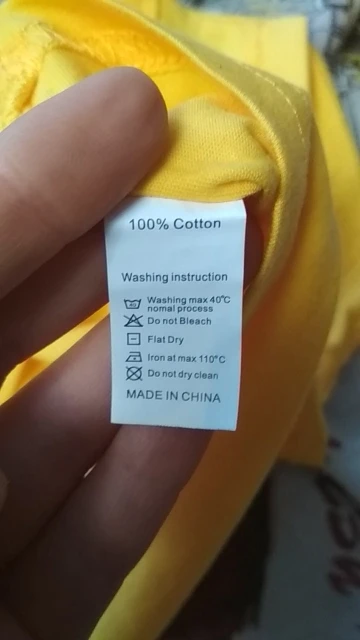 100% Cotton
Washing instruction
Washing max 40°C
nomal process
Do not Bleach
Flat Dry
Iron at max 110°C
Do not dry clean
MADE IN CHINA